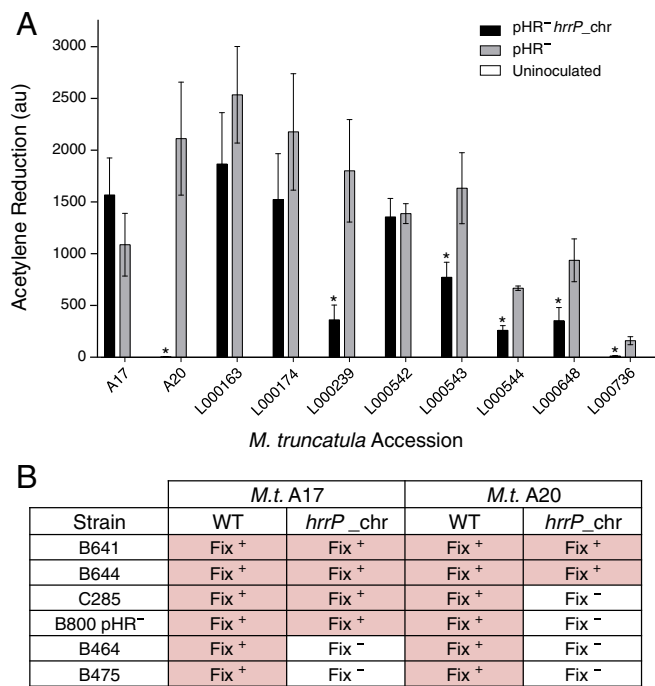 A
pHR⁻ hrrP_chr
pHR⁻
Uninoculated
Acetylene Reduction (au)
3000
2500
2000
1500
1000
500
0
* * * * * *
A17 A20 L000163 L000174 L000239 L000542 L000543 L000544 L000648 L000736
M. truncatula Accession
B
M.t. A17 M.t. A20
Strain WT hrrP_chr WT hrrP_chr
B641 Fix + Fix + Fix + Fix +
B644 Fix + Fix + Fix + Fix +
C285 Fix + Fix + Fix + Fix −
B800 pHR⁻ Fix + Fix + Fix + Fix −
B464 Fix + Fix − Fix + Fix −
B475 Fix + Fix − Fix + Fix −